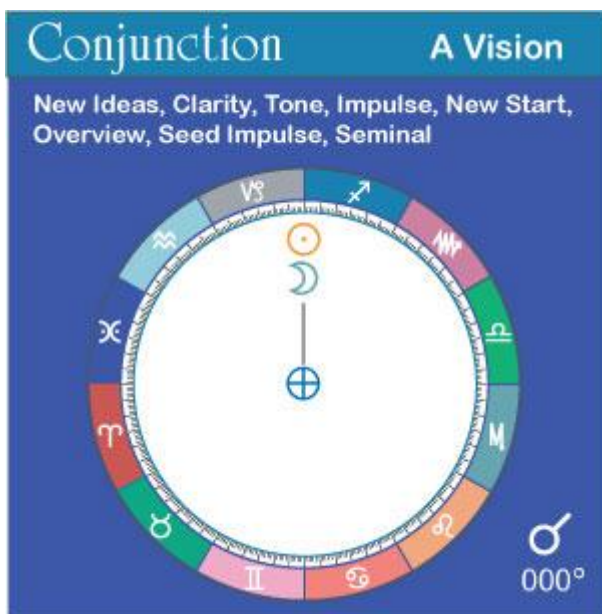 Conjunction A Vision
New Ideas, Clarity, Tone, Impulse, New Start,
Overview, Seed Impulse, Seminal
000°